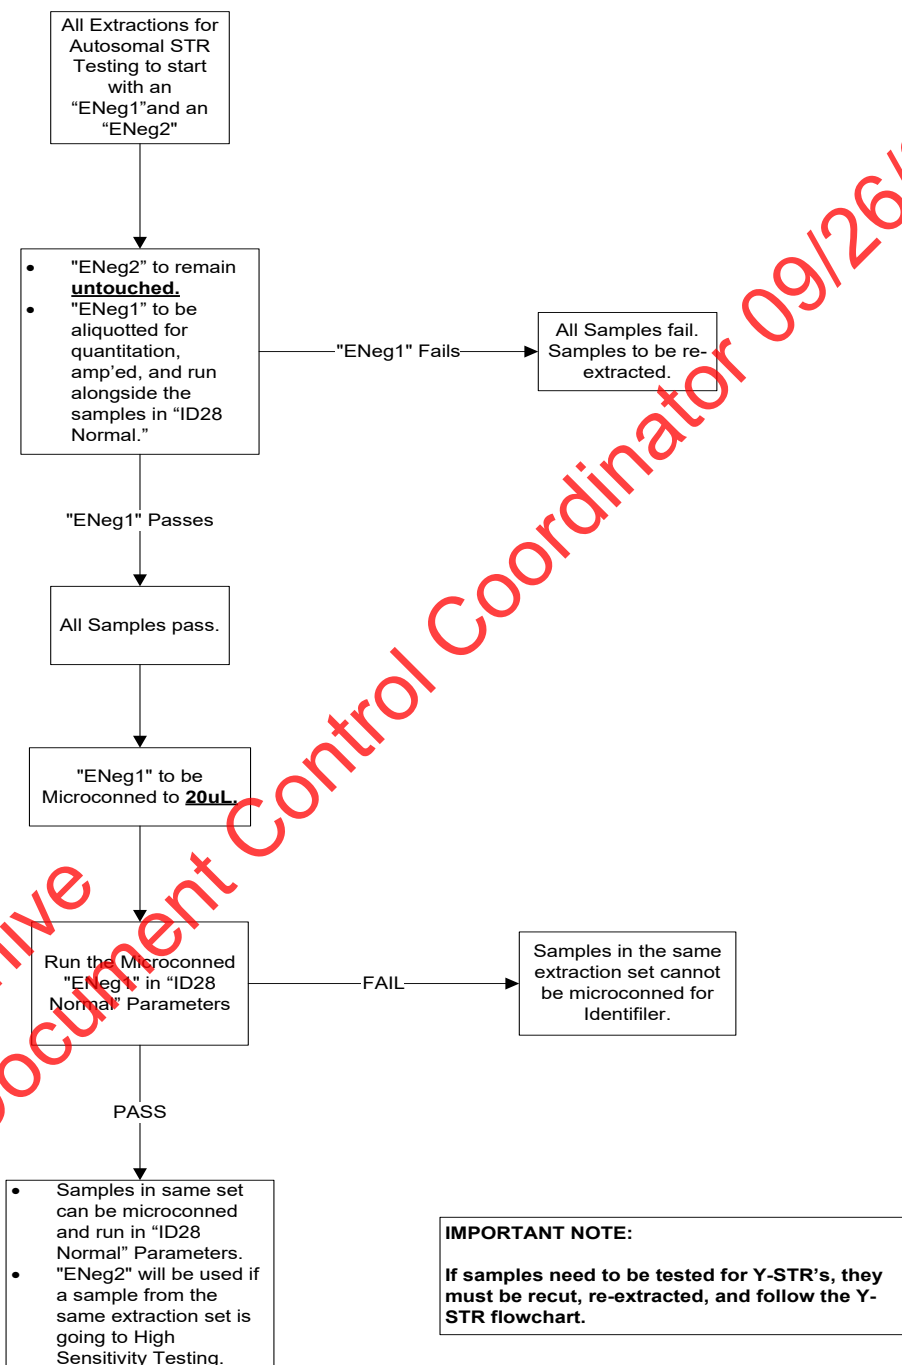 All Extractions for
Autosomal STR
Testing to start
with an
“ENeg1”and an
“ENeg2"
• "ENeg2” to remain
untouched.
• "ENeg1” to be
aliquotted for
quantitation,
amp’ed, and run
alongside the
samples in “ID28
Normal.”
"ENeg1" Fails
All Samples fail.
Samples to be re-
extracted.
"ENeg1" Passes
All Samples pass.
"ENeg1" to be
Microconned to 20uL.
Run the Microconned
"ENeg1" in “ID28
Normal” Parameters
FAIL
Samples in the same
extraction set cannot
be microconned for
Identifiler.
PASS
• Samples in same set
can be microconned
and run in “ID28
Normal” Parameters.
• "ENeg2” will be used if
a sample from the
same extraction set is
going to High
Sensitivity Testing.
IMPORTANT NOTE:
If samples need to be tested for Y-STR’s, they
must be recut, re-extracted, and follow the Y-
STR flowchart.
Document Control Coordinator 09/26/